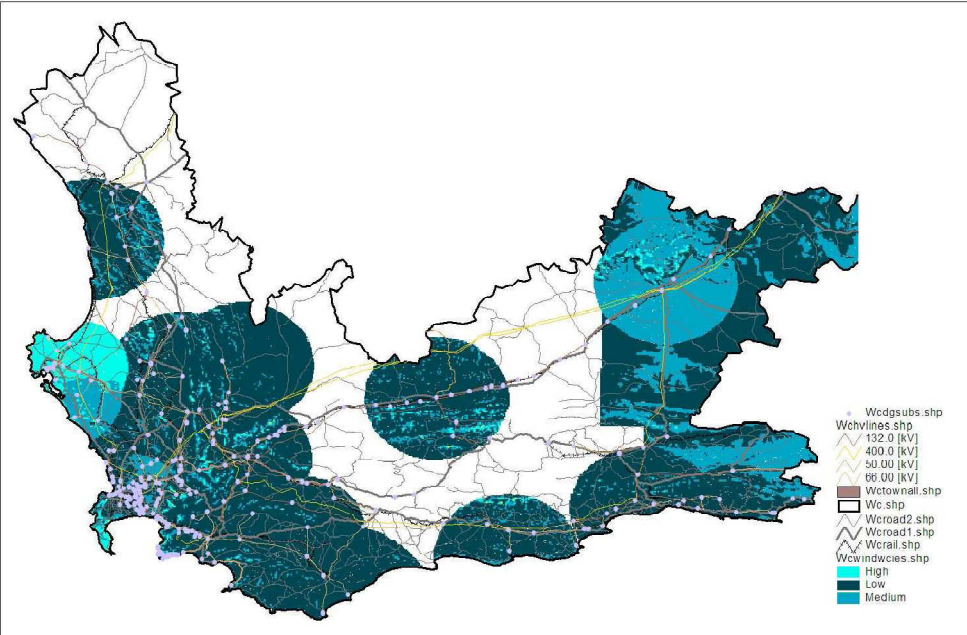 Wcdgsubs.shp
Wchvlines.shp
132.0 [kV]
400.0 [kV]
50.00 [kV]
66.00 [kV]
Wctownall.shp
Wc.shp
Wcroad2.shp
Wcroad1.shp
Wcrail.shp
Wcwindwcies.shp
High
Low
Medium